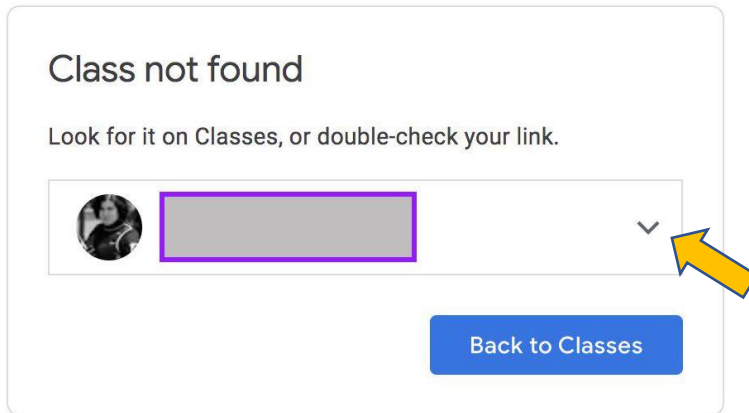 Class not found
Look for it on Classes, or double-check your link.
Back to Classes